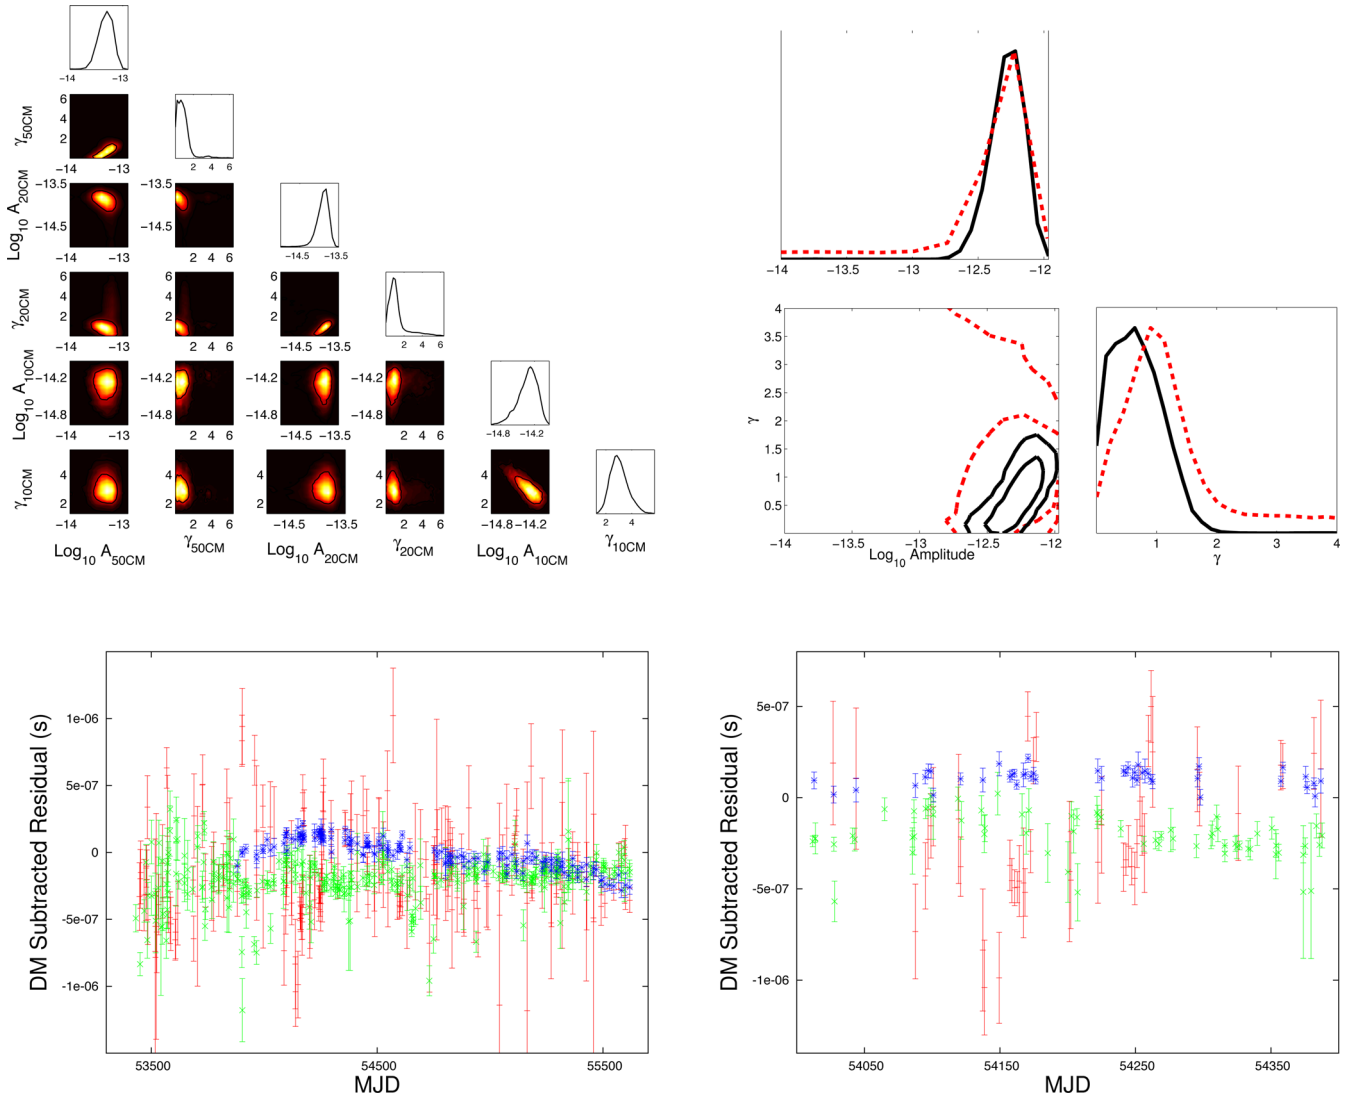 −14 −13
6
4
2
γ50CM
−14 −13
2 4 6
−13.5
−14.5
Log10 A20CM
−14 −13
−13.5
−14.5
2 4 6
−14.5 −13.5
6
4
2
γ20CM
−14 −13
2 4 6
−14.5 −13.5
2 4 6
−14.2
−14.8
Log10 A10CM
−14 −13
−14.2
−14.8
2 4 6
−14.2
−14.8
−14.5 −13.5
−14.2
−14.8
2 4 6
−14.8 −14.2
4
2
γ10CM
−14 −13
4
2
2 4 6
4
2
−14.5 −13.5
4
2
2 4 6
4
2
−14.8 −14.2
2 4
Log10 A50CM
γ50CM
Log10 A20CM
γ20CM
Log10 A10CM
γ10CM
−14 −13.5 −13 −12.5 −12
4
3.5
3
2.5
2
1.5
1
0.5
γ
−14 −13.5 −13 −12.5 −12
Log10 Amplitude
1 2 3 4
γ
1e-06
5e-07
0
-5e-07
-1e-06
DM Subtracted Residual (s)
53500 54500 55500
MJD
5e-07
0
-5e-07
-1e-06
DM Subtracted Residual (s)
54050 54150 54250 54350
MJD